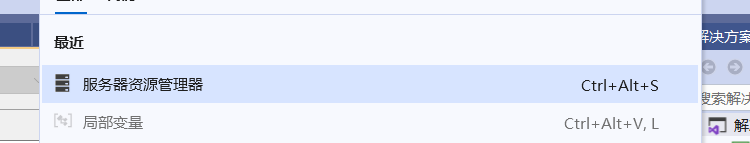 最近
解决方案
服务器资源管理器 Ctrl+Alt+S
搜索解决
局部变量 Ctrl+Alt+V, L
解